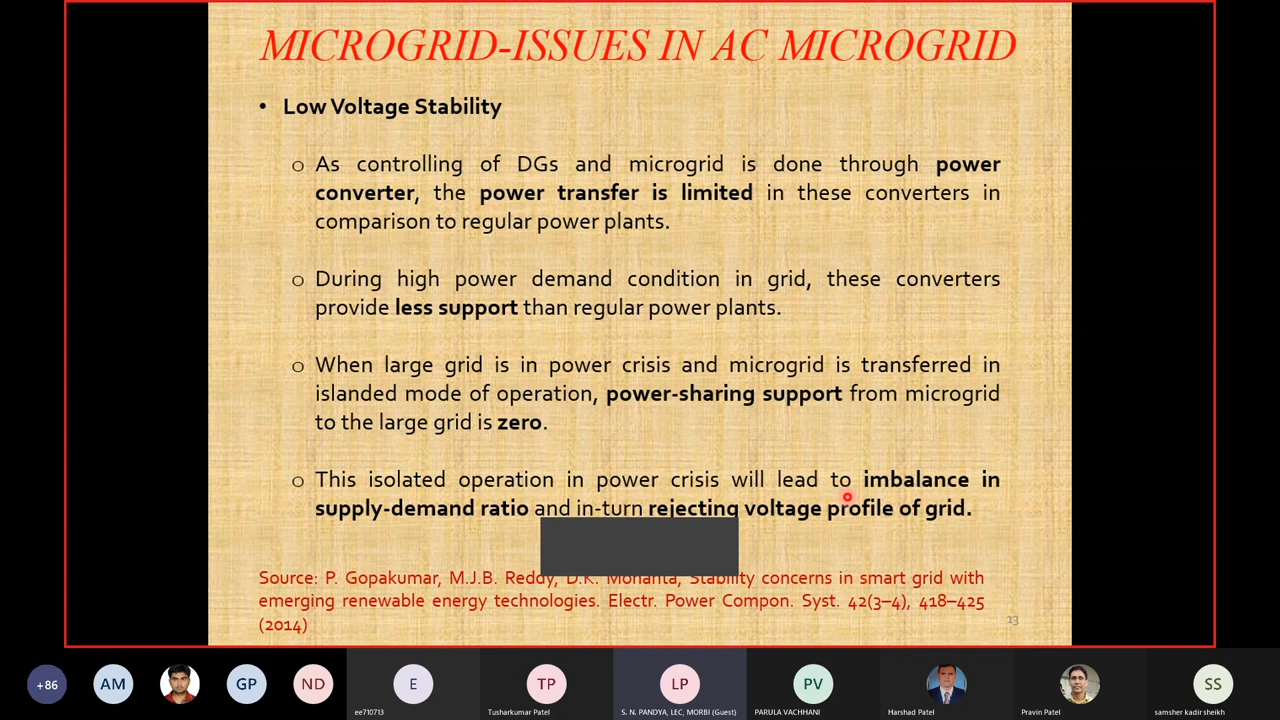 MICROGRID-ISSUES IN AC MICROGRID
• Low Voltage Stability
o As controlling of DGs and microgrid is done through power
converter, the power transfer is limited in these converters in
comparison to regular power plants.
o During high power demand condition in grid, these converters
provide less support than regular power plants.
o When large grid is in power crisis and microgrid is transferred in
islanded mode of operation, power-sharing support from microgrid
to the large grid is zero.
o This isolated operation in power crisis will lead to imbalance in
supply-demand ratio and in-turn rejecting voltage profile of grid.
Source: P. Gopakumar, M.J.B. Reddy, D.K. Mohanta, Stability concerns in smart grid with
emerging renewable energy technologies. Electr. Power Compon. Syst. 42(3–4), 418–425
(2014)
13
+86 AM GP ND E TP LP PV SS
ee710713 Tusharkumar Patel S. N. PANDYA, LEC, MORBI (Guest) PARULA VACHHANI Harshad Patel Pravin Patel samsher kadir sheikh